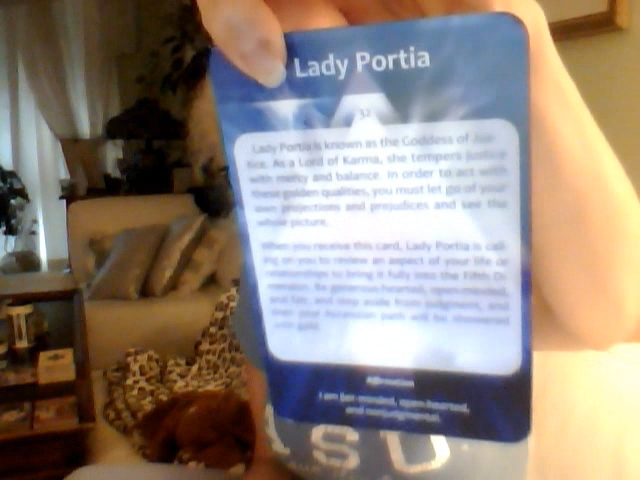 Lady Portia
32
Lady Portia is known as the Goddess of Jus-
tice. As a Lord of Karma, she tempers justice
with mercy and balance. In order to act with
these golden qualities, you must let go of your
own projections and prejudices and see the
whole picture.
When you receive this card, Lady Portia is call-
ing on you to review an aspect of your life or
relationships to bring it fully into the Fifth Di-
mension. Be generous-hearted, open-minded,
and fair, and step aside from judgment, and
then your Ascension path will be showered
with gold.
Affirmation
I am fair-minded, open-hearted,
and nonjudgmental.
ASU